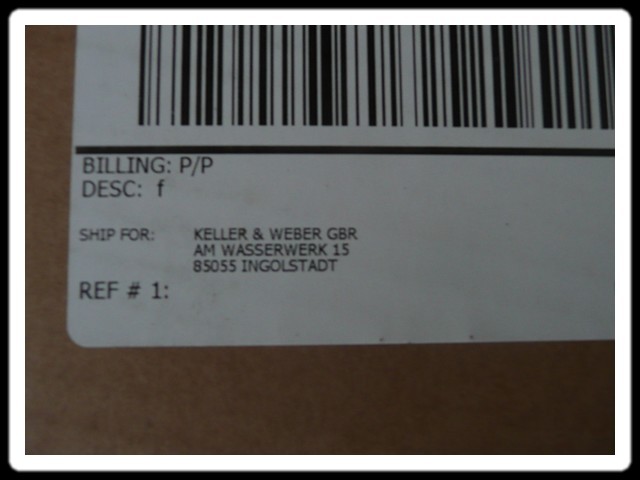 BILLING: P/P
DESC: f
SHIP FOR: KELLER & WEBER GBR
AM WASSERWERK 15
85055 INGOLSTADT
REF # 1: